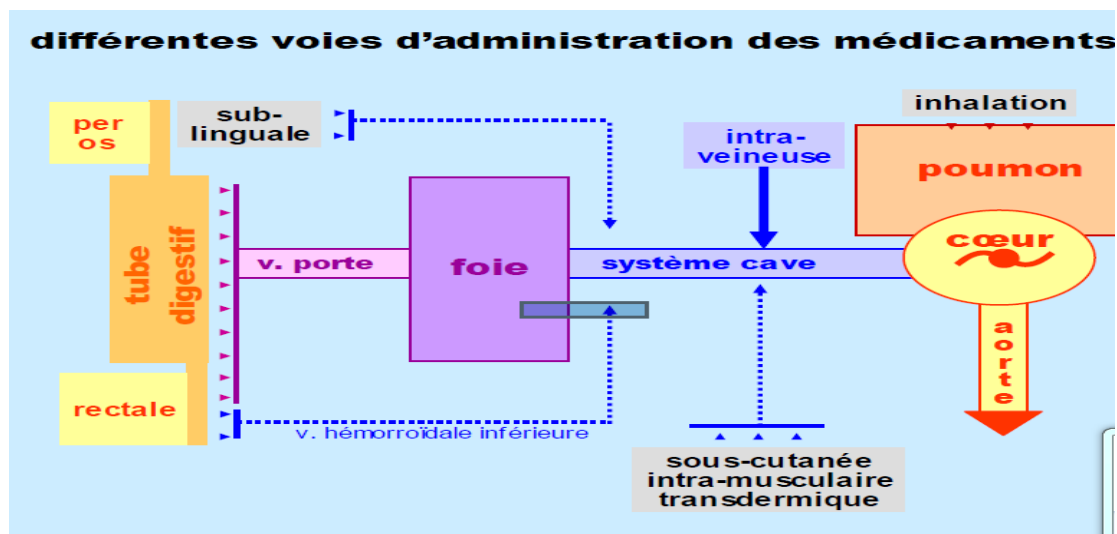 différentes voies d'administration des médicaments
per
os
sub-
linguale
intra-
veineuse
inhalation
poumon
cœur
tube
digestif
v. porte
foie
système cave
aorte
rectale
v. hémorroïdale inférieure
sous-cutanée
intra-musculaire
transdermique